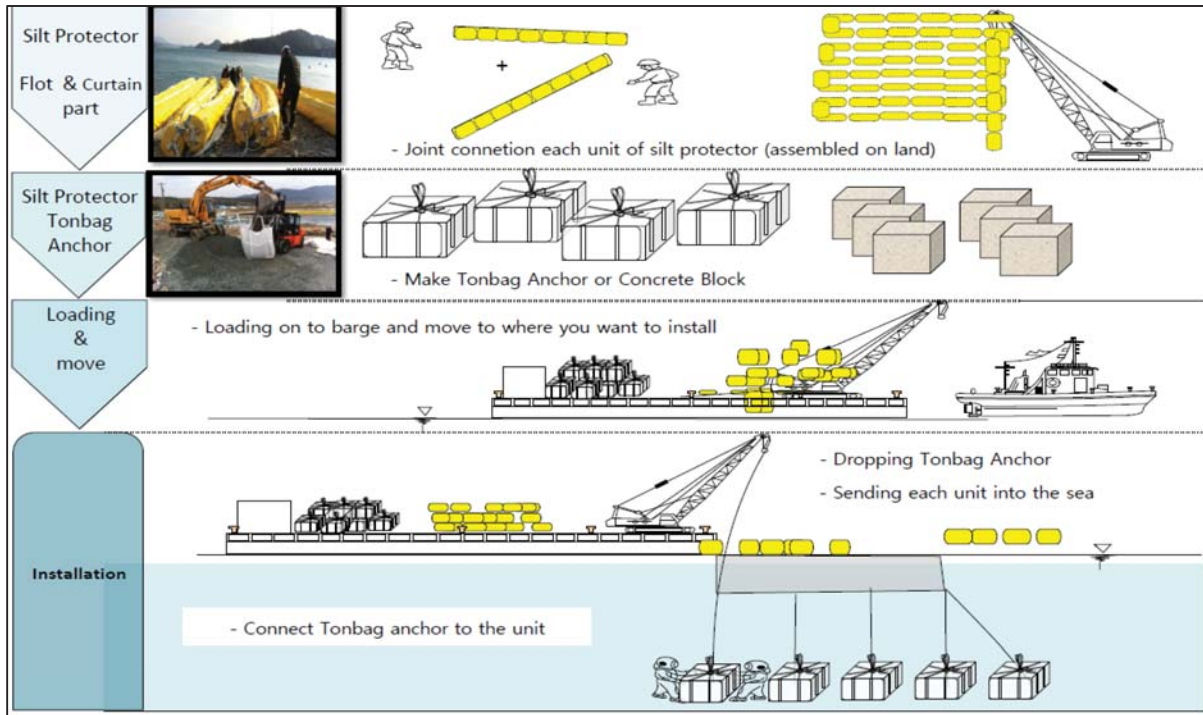 Silt Protector
Flot & Curtain
part
- Joint connetion each unit of silt protector (assembled on land)
Silt Protector
Tonbag
Anchor
- Make Tonbag Anchor or Concrete Block
Loading
&
move
- Loading on to barge and move to where you want to install
Installation
- Dropping Tonbag Anchor
- Sending each unit into the sea
- Connect Tonbag anchor to the unit